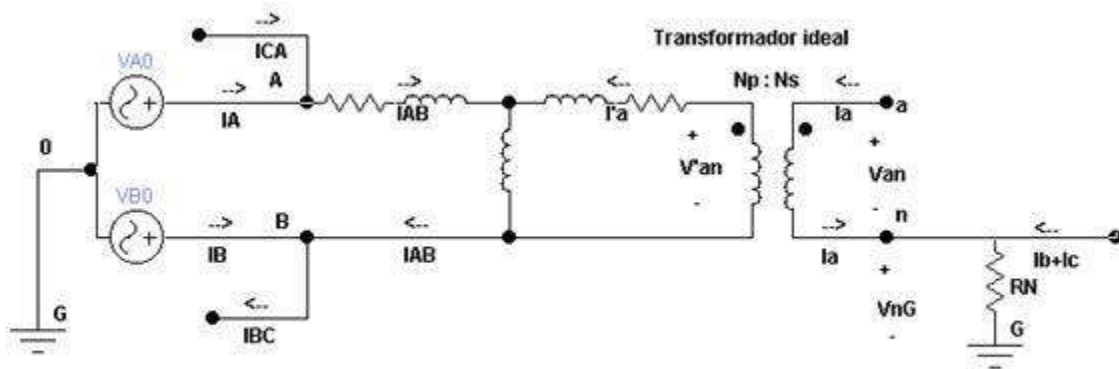 -->
ICA
Transformador ideal
VA0
A
Np : Ns
-->
-->
<--
<--
IA
IAB
I'a
Ia
a
0
+
V'an
-
+
Van
-
VB0
B
n
-->
<--
-->
<--
IB
IAB
Ia
Ib+Ic
+
VnG
-
RN
<--
IBC
G
G